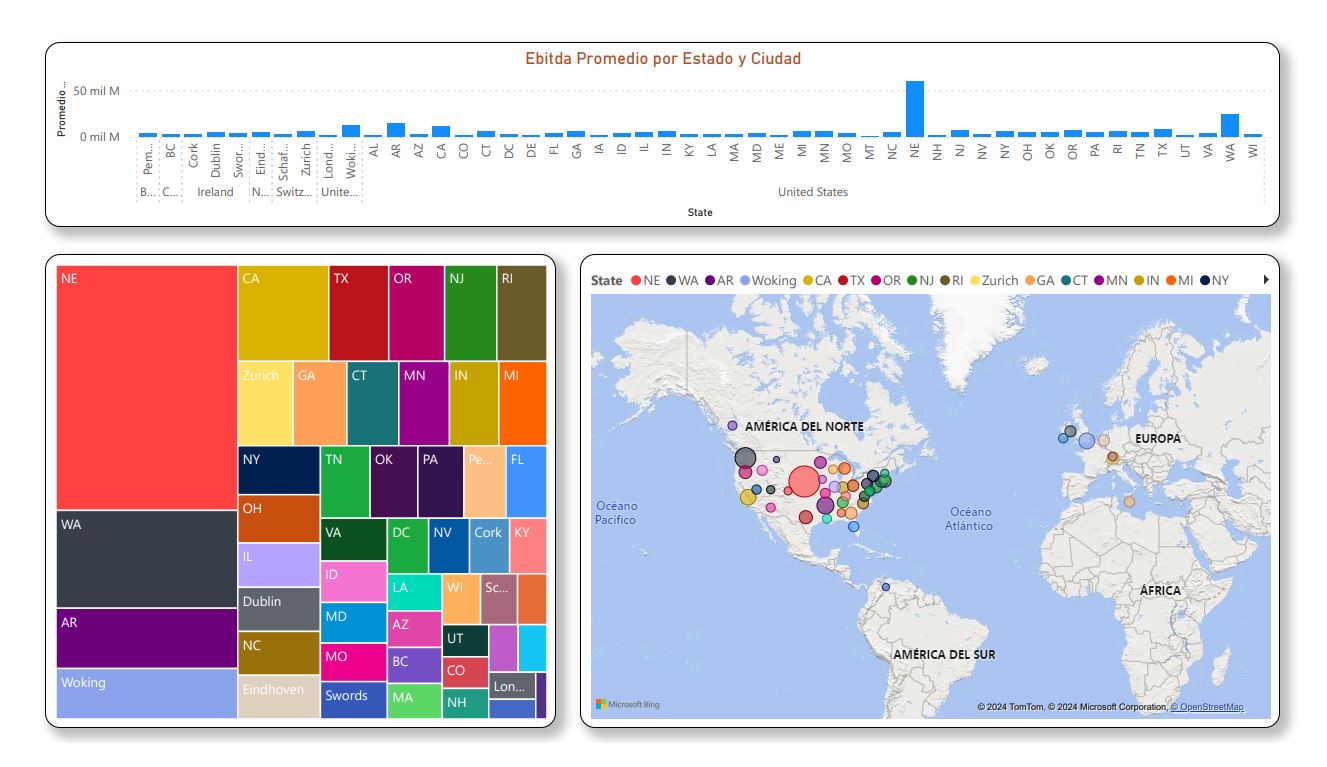 Ebitda Promedio por Estado y Ciudad
Promedio ...
50 mil M
0 mil M
Pem...
BC
Cork
Dublin
Swor...
Eind...
Schaf...
Zurich
Lond...
Woki...
AL
AR
AZ
CA
CO
CT
DC
DE
FL
GA
IA
ID
IL
IN
KY
LA
MA
MD
ME
MI
MN
MO
MT
NC
NE
NH
NJ
NV
NY
OH
OK
OR
PA
RI
TN
TX
UT
VA
WA
WI
B...
C...
Ireland
N...
Switz...
Unite...
United States
State
NE
WA
AR
Woking
CA
TX
OR
NJ
RI
Zurich
GA
CT
MN
IN
MI
NY
OH
IL
Dublin
NC
Eindhoven
TN
OK
PA
Pe...
FL
VA
ID
MD
MO
Swords
DC
NV
Cork
KY
LA
AZ
BC
MA
WI
Sc...
UT
CO
NH
Lon...
State NE WA AR Woking CA TX OR NJ RI Zurich GA CT MN IN MI NY
AMÉRICA DEL NORTE
EUROPA
Océano
Pacífico
Océano
Atlántico
ÁFRICA
AMÉRICA DEL SUR
Microsoft Bing
© 2024 TomTom, © 2024 Microsoft Corporation, © OpenStreetMap